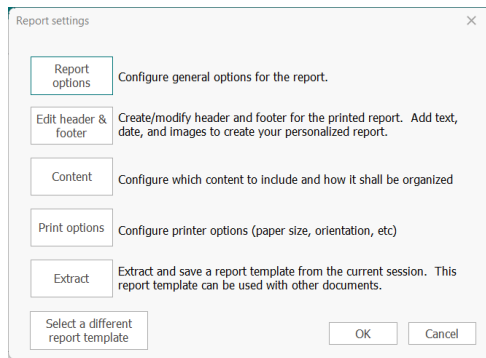 Report settings
Report
options
Configure general options for the report.
Edit header &
footer
Create/modify header and footer for the printed report.  Add text,
date, and images to create your personalized report.
Content
Configure which content to include and how it shall be organized
Print options
Configure printer options (paper size, orientation, etc)
Extract
Extract and save a report template from the current session.  This
report template can be used with other documents.
Select a different
report template
OK
Cancel